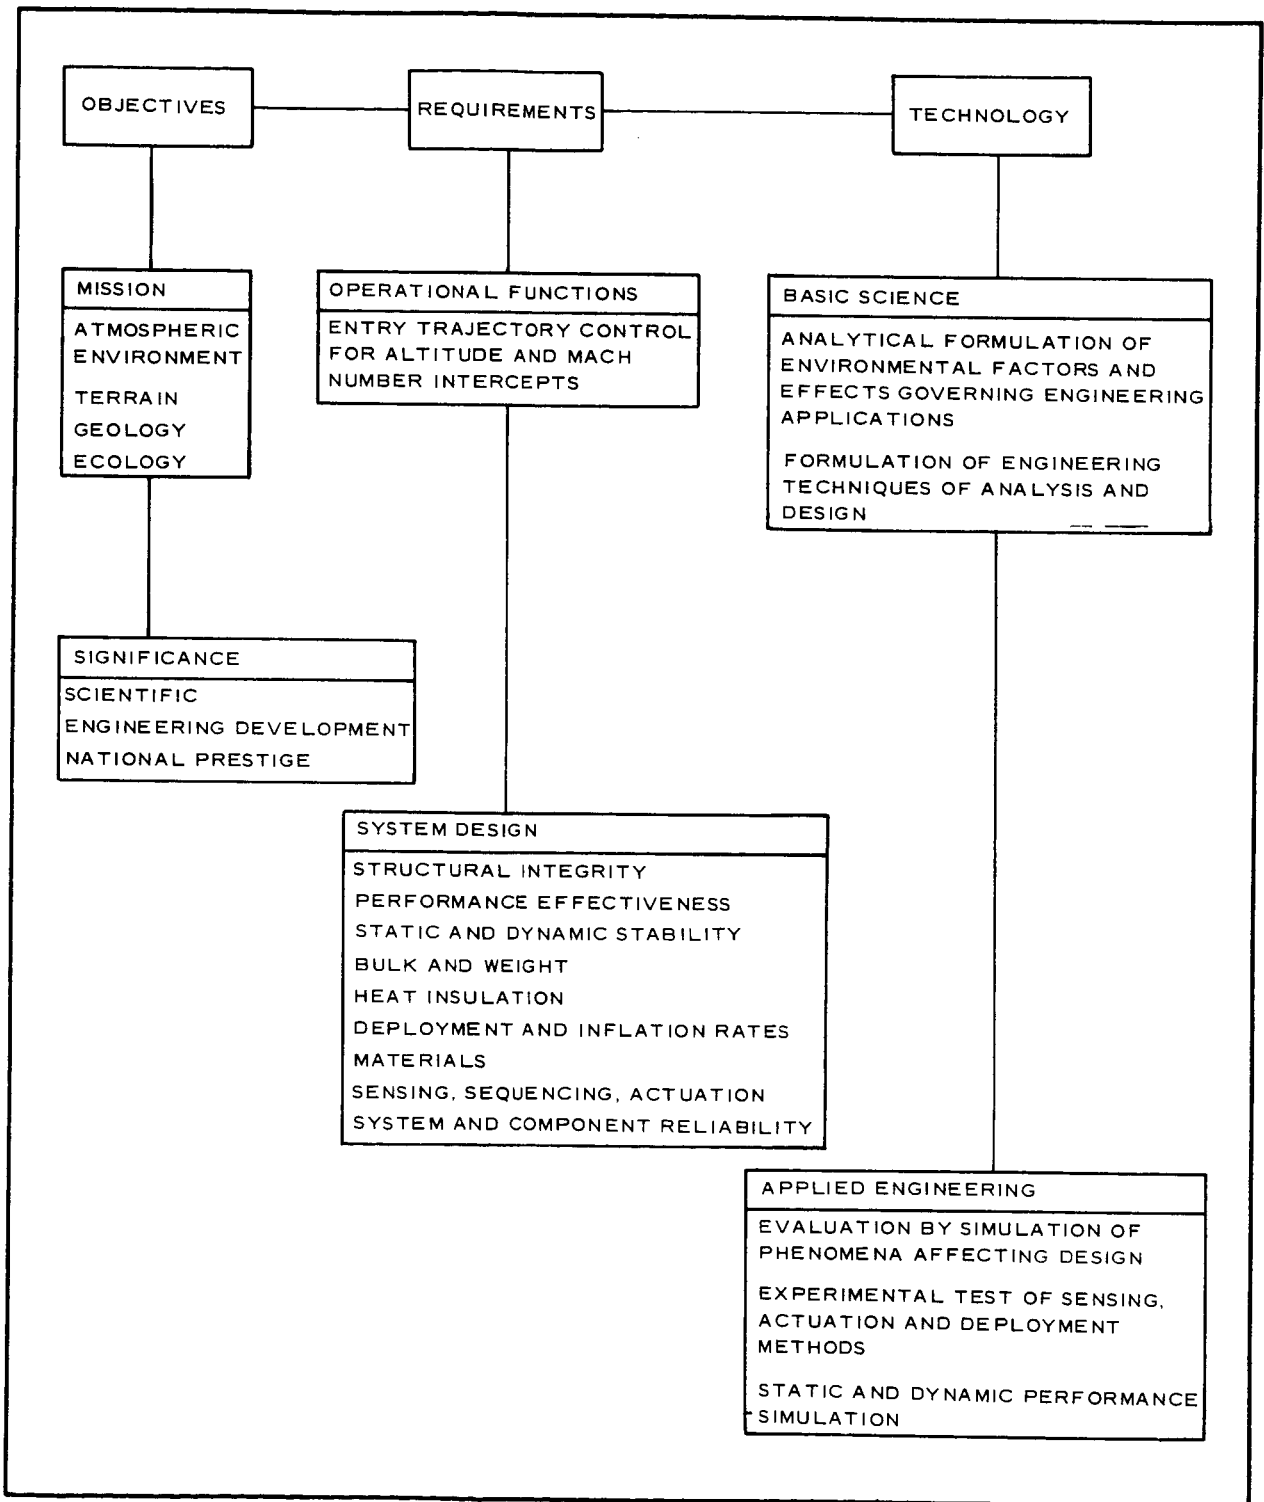 OBJECTIVES
REQUIREMENTS
TECHNOLOGY
MISSION
ATMOSPHERIC
ENVIRONMENT
TERRAIN
GEOLOGY
ECOLOGY
OPERATIONAL FUNCTIONS
ENTRY TRAJECTORY CONTROL
FOR ALTITUDE AND MACH
NUMBER INTERCEPTS
BASIC SCIENCE
ANALYTICAL FORMULATION OF
ENVIRONMENTAL FACTORS AND
EFFECTS GOVERNING ENGINEERING
APPLICATIONS
FORMULATION OF ENGINEERING
TECHNIQUES OF ANALYSIS AND
DESIGN
SIGNIFICANCE
SCIENTIFIC
ENGINEERING DEVELOPMENT
NATIONAL PRESTIGE
SYSTEM DESIGN
STRUCTURAL INTEGRITY
PERFORMANCE EFFECTIVENESS
STATIC AND DYNAMIC STABILITY
BULK AND WEIGHT
HEAT INSULATION
DEPLOYMENT AND INFLATION RATES
MATERIALS
SENSING, SEQUENCING, ACTUATION
SYSTEM AND COMPONENT RELIABILITY
APPLIED ENGINEERING
EVALUATION BY SIMULATION OF
PHENOMENA AFFECTING DESIGN
EXPERIMENTAL TEST OF SENSING,
ACTUATION AND DEPLOYMENT
METHODS
STATIC AND DYNAMIC PERFORMANCE
SIMULATION